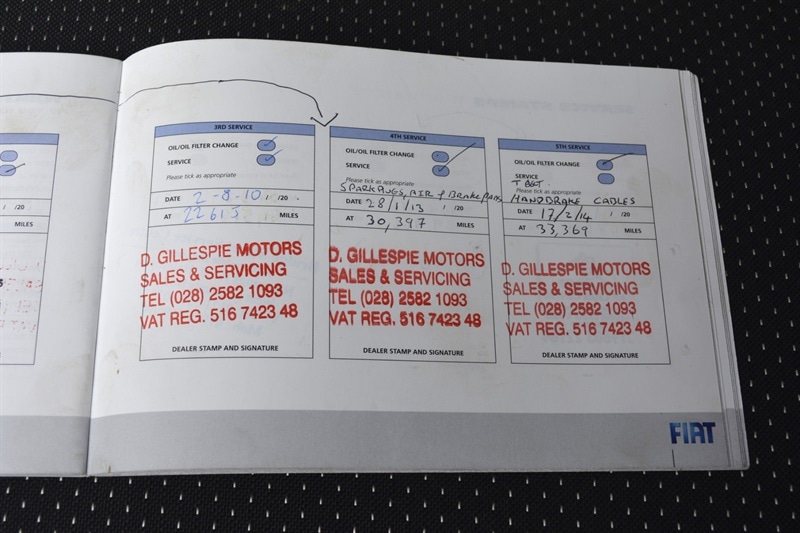 /20
MILES
3RD SERVICE
OIL/OIL FILTER CHANGE
SERVICE
Please tick as appropriate
DATE 2-8-10 / /20
AT 22615 MILES
D. GILLESPIE MOTORS
SALES & SERVICING
TEL (028) 2582 1093
VAT REG. 516 7423 48
DEALER STAMP AND SIGNATURE
4TH SERVICE
OIL/OIL FILTER CHANGE
SERVICE
Please tick as appropriate
SPARK PLUGS, AIR & BRAKE PADS
DATE 28/1/13 / /20
AT 30,397 MILES
D. GILLESPIE MOTORS
SALES & SERVICING
TEL (028) 2582 1093
VAT REG. 516 7423 48
DEALER STAMP AND SIGNATURE
5TH SERVICE
OIL/OIL FILTER CHANGE
SERVICE
Please tick as appropriate
T BELT.
HANDBRAKE CABLES
DATE 17/2/14 / /20
AT 33,369 MILES
D. GILLESPIE MOTORS
SALES & SERVICING
TEL (028) 2582 1093
VAT REG. 516 7423 48
DEALER STAMP AND SIGNATURE
FIAT